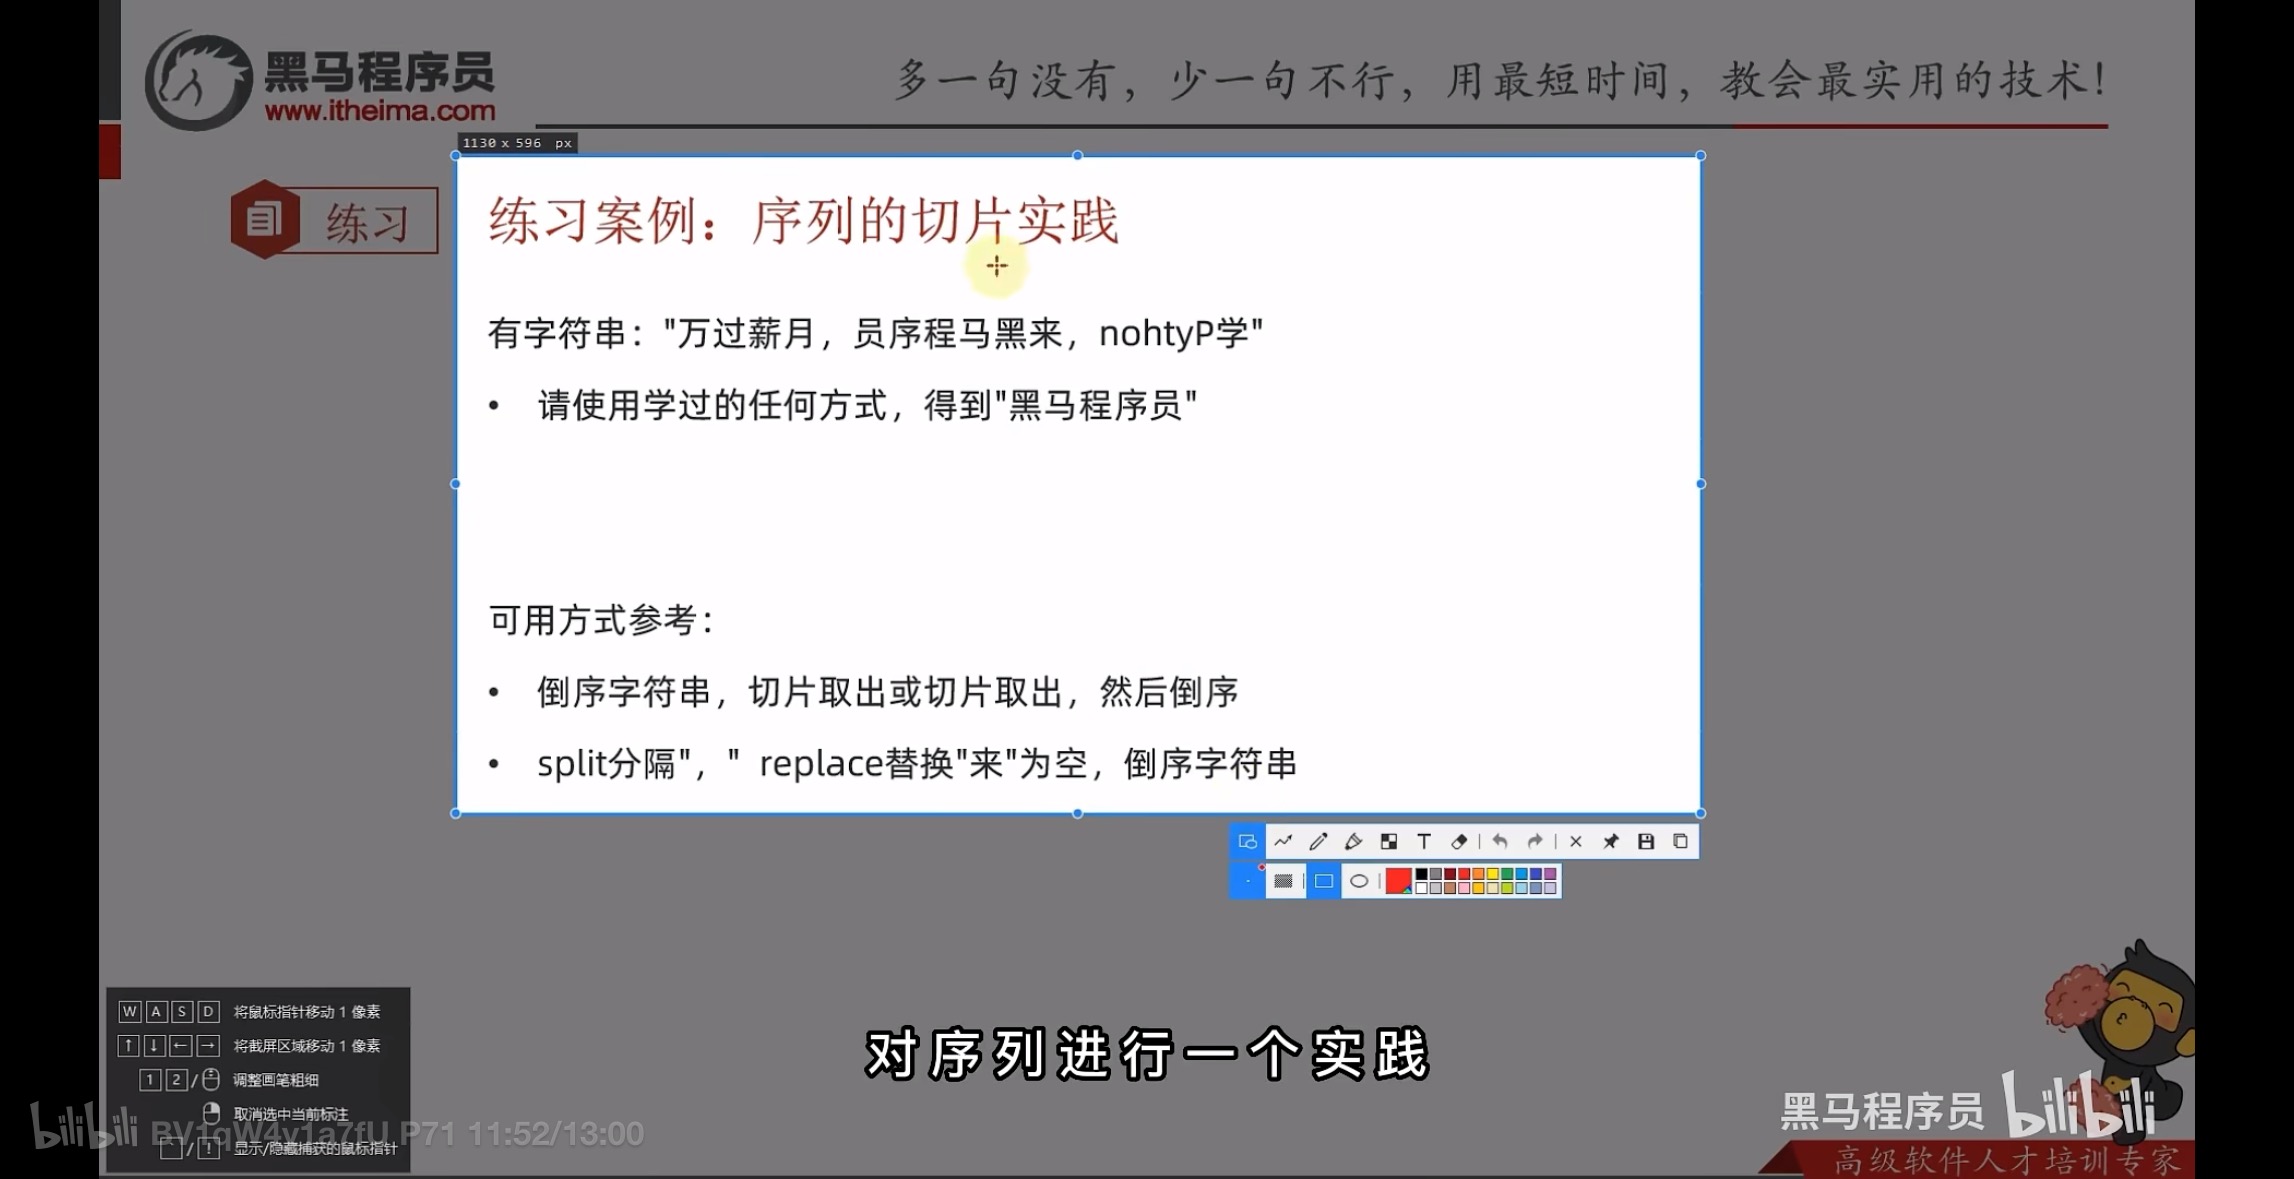 黑马程序员
www.itheima.com
多一句没有，少一句不行，用最短时间，教会最实用的技术！
1130 x 596 px
练习
练习案例：序列的切片实践
有字符串："万过薪月，员序程马黑来，nohtyP学"
• 请使用学过的任何方式，得到"黑马程序员"
可用方式参考：
• 倒序字符串，切片取出或切片取出，然后倒序
• split分隔"，" replace替换"来"为空，倒序字符串
W A S D 将鼠标指针移动 1 像素
↑ ↓ ← → 将截屏区域移动 1 像素
1 2 / 调整画笔粗细
取消选中当前标注
` / ! 显示/隐藏捕获的鼠标指针
bilibili BV1qW4y1a7fU P71 11:52/13:00
对序列进行一个实践
黑马程序员 bilibili
高级软件人才培训专家